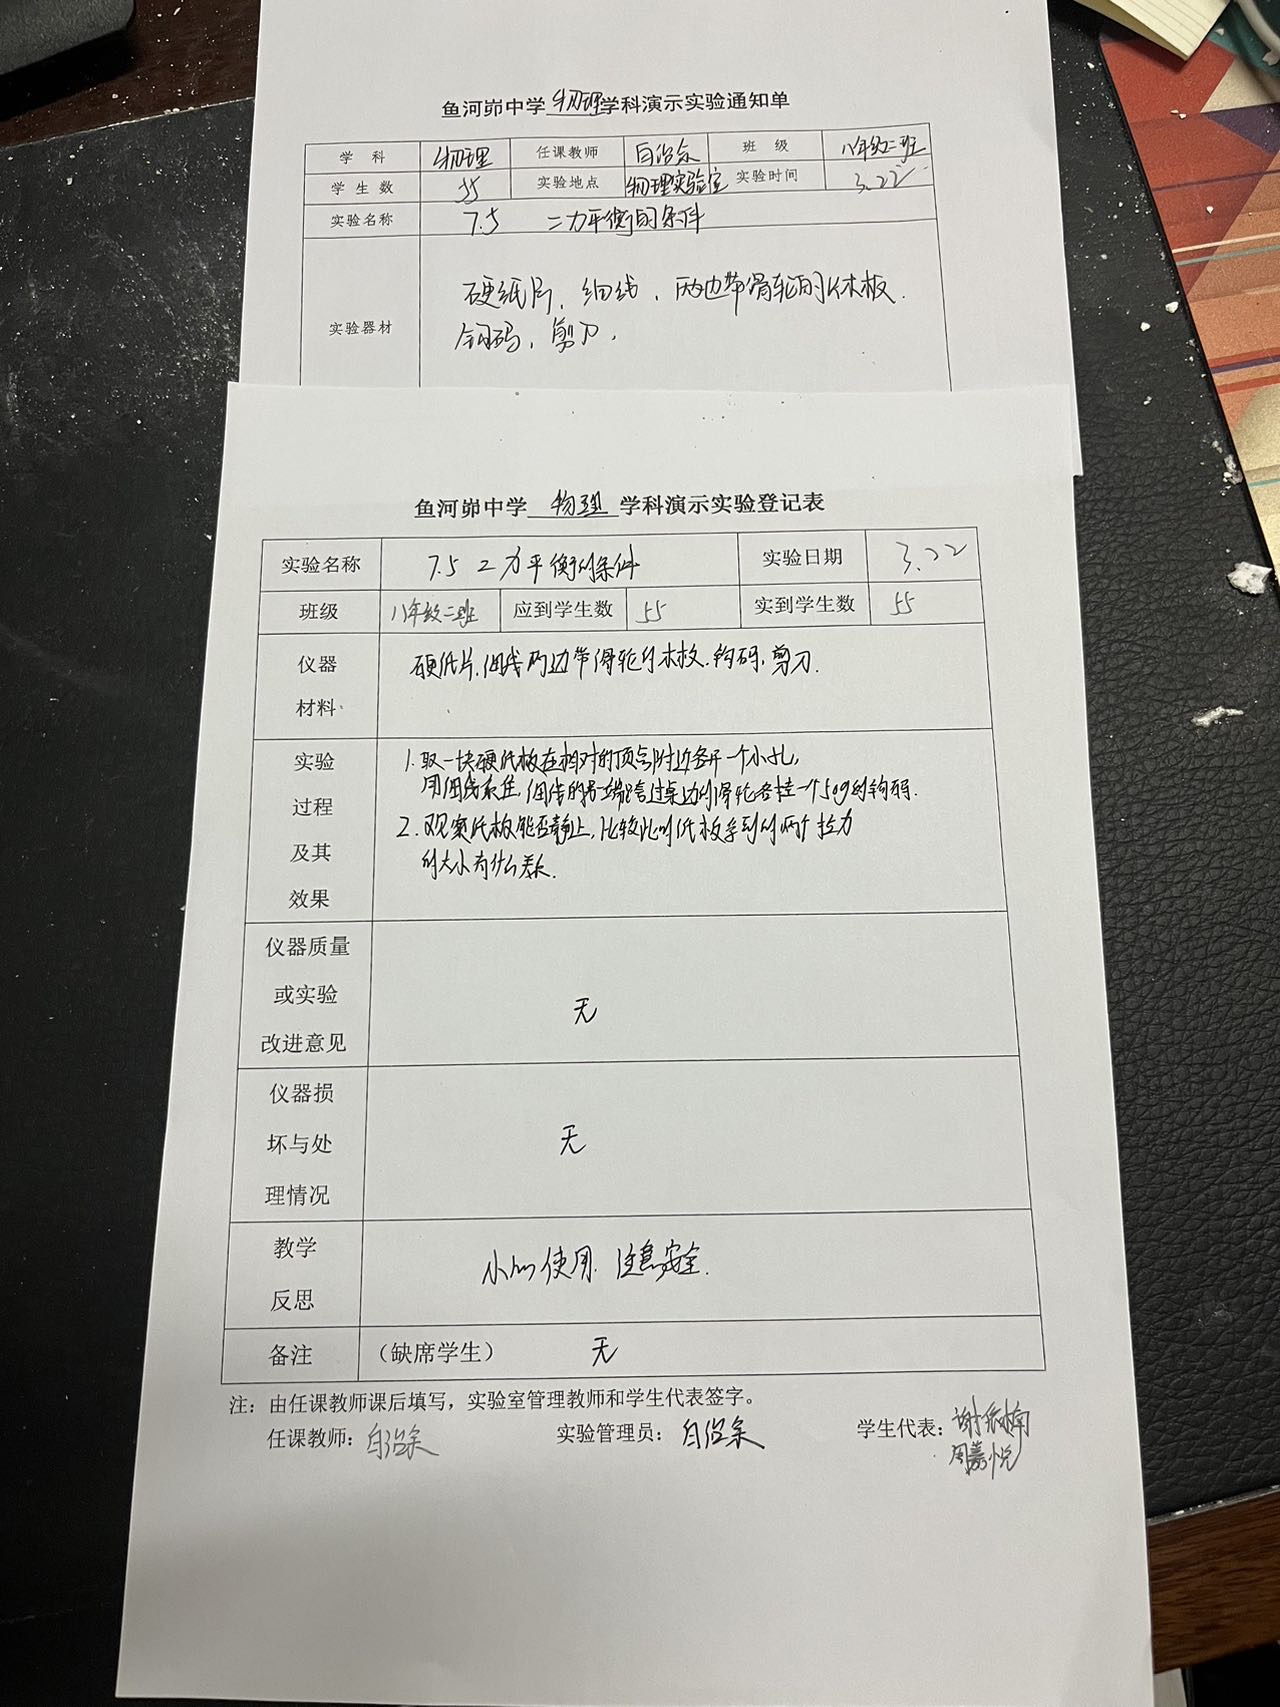 鱼河峁中学 物理 学科演示实验通知单
学 科 物理 任课教师 白治余 班 级 八年级二班
学 生 数 55 实验地点 物理实验室 实验时间 3.22
实验名称 7.5 二力平衡的条件
实验器材 硬纸片、细线、两边带滑轮的长木板.
钩码、剪刀.
鱼河峁中学 物理 学科演示实验登记表
实验名称 7.5 二力平衡的条件 实验日期 3.22
班级 八年级二班 应到学生数 55 实到学生数 55
仪器
材料
硬纸片.细线两边带滑轮的木板.钩码,剪刀.
实验
过程
及其
效果
1.取一块硬纸板在相对的顶点附近各开一个小孔,
用细线系住,细线的另一端跨过桌边的滑轮各挂一个50g的钩码.
2.观察纸板能否静止,比较此时纸板受到的两个拉力
的大小有什么关系.
仪器质量
或实验
改进意见
无
仪器损
坏与处
理情况
无
教学
反思
小心使用.注意安全.
备注 (缺席学生) 无
注:由任课教师课后填写,实验室管理教师和学生代表签字。
任课教师: 白治余 实验管理员: 白治余 学生代表:
周嘉悦